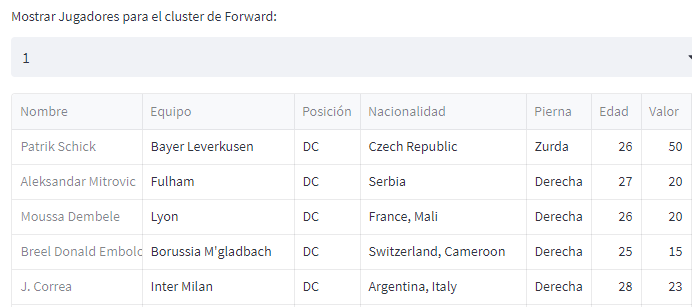 Mostrar Jugadores para el cluster de Forward:
1
Nombre Equipo Posición Nacionalidad Pierna Edad Valor
Patrik Schick Bayer Leverkusen DC Czech Republic Zurda 26 50
Aleksandar Mitrovic Fulham DC Serbia Derecha 27 20
Moussa Dembele Lyon DC France, Mali Derecha 26 20
Breel Donald Embolo Borussia M'gladbach DC Switzerland, Cameroon Derecha 25 15
J. Correa Inter Milan DC Argentina, Italy Derecha 28 23